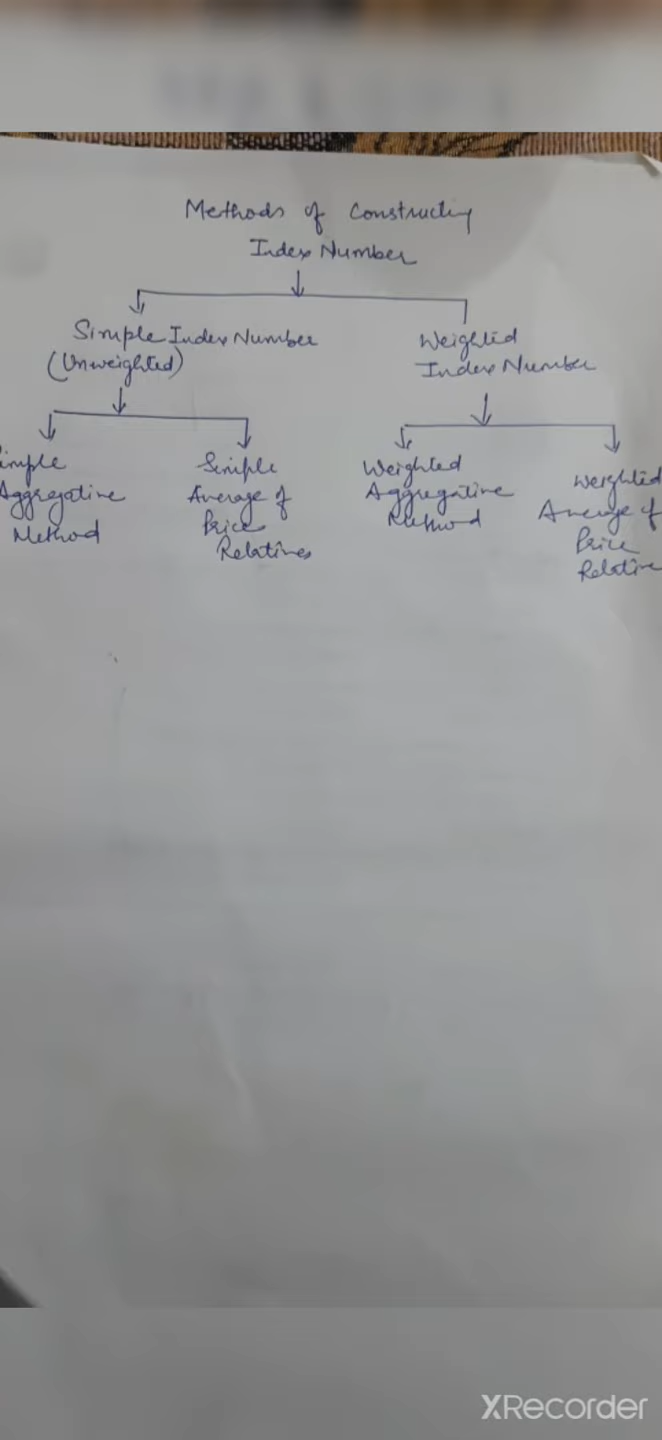 Methods of Constructing
Index Number
Simple Index Number
(Unweighted)
Weighted
Index Number
imple
Aggregative
Method
Simple
Average of
Price
Relatives
Weighted
Aggregative
Method
Weighted
Average of
Price
Relative
XRecorder